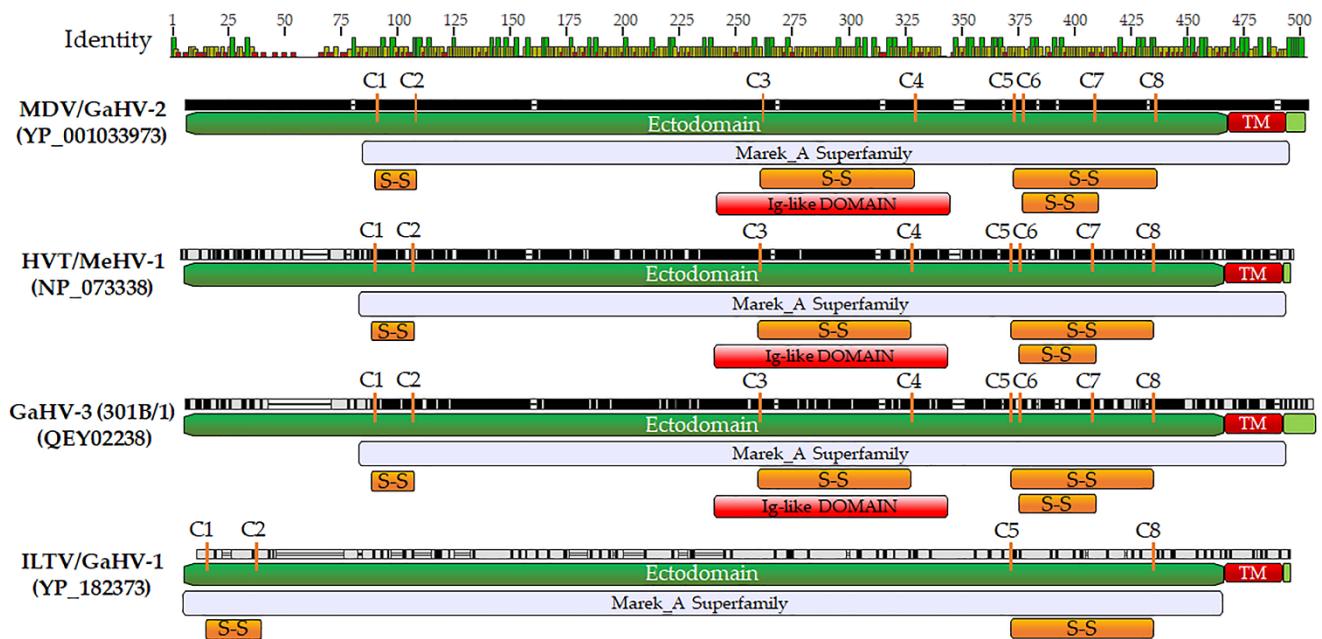 1 25 50 75 100 125 150 175 200 225 250 275 300 325 350 375 400 425 450 475 500
Identity
C1 C2 C3 C4 C5 C6 C7 C8
MDV/GaHV-2
(YP_001033973)
Ectodomain TM
Marek_A Superfamily
S-S S-S S-S
Ig-like DOMAIN S-S
C1 C2 C3 C4 C5 C6 C7 C8
HVT/MeHV-1
(NP_073338)
Ectodomain TM
Marek_A Superfamily
S-S S-S S-S
Ig-like DOMAIN S-S
C1 C2 C3 C4 C5 C6 C7 C8
GaHV-3 (301B/1)
(QEY02238)
Ectodomain TM
Marek_A Superfamily
S-S S-S S-S
Ig-like DOMAIN S-S
C1 C2 C5 C8
ILTV/GaHV-1
(YP_182373)
Ectodomain TM
Marek_A Superfamily
S-S S-S